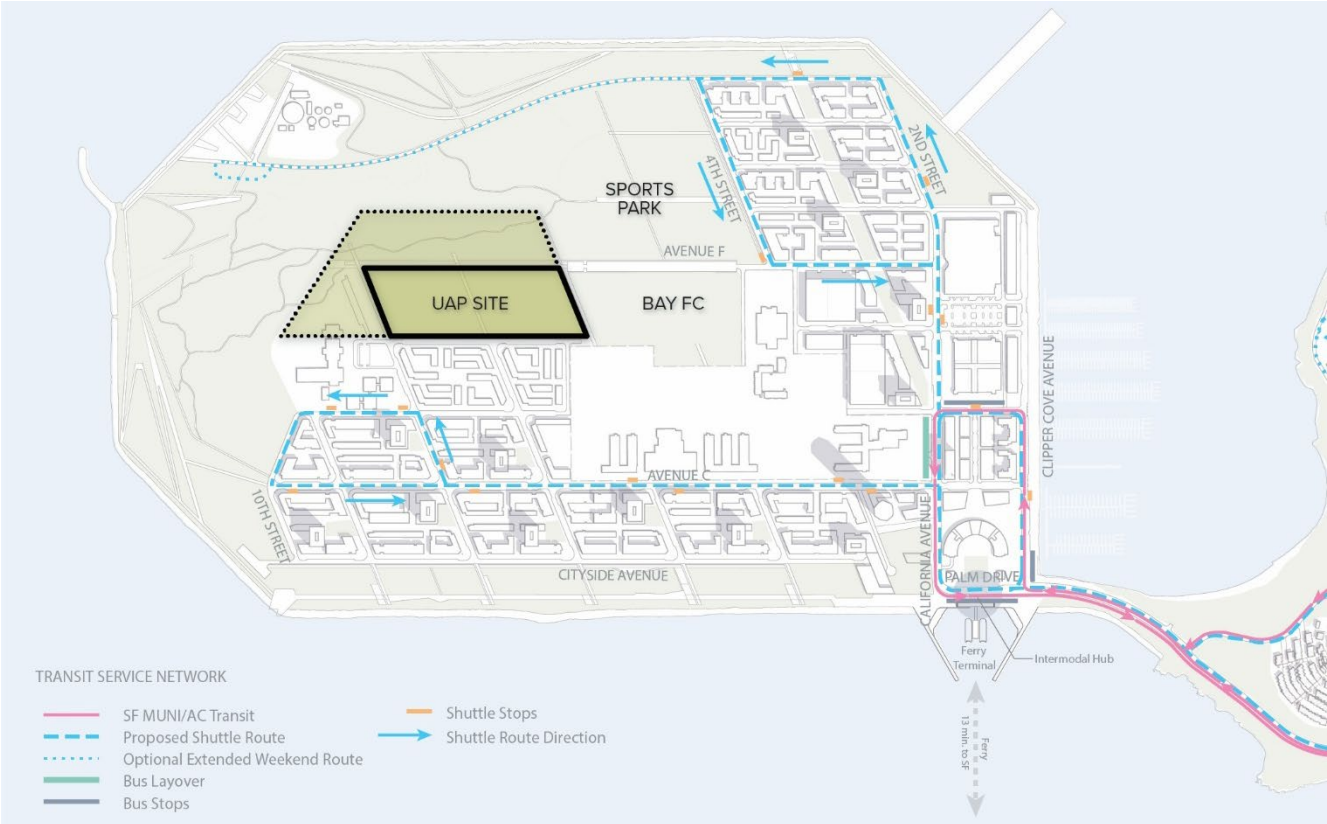 SPORTS
PARK
4TH STREET
2ND STREET
AVENUE F
UAP SITE
BAY FC
CLIPPER COVE AVENUE
AVENUE C
10TH STREET
CALIFORNIA AVENUE
CITYSIDE AVENUE
PALM DRIVE
Ferry
Terminal
Intermodal Hub
Ferry
13 min. to SF
TRANSIT SERVICE NETWORK
SF MUNI/AC Transit
Proposed Shuttle Route
Optional Extended Weekend Route
Bus Layover
Bus Stops
Shuttle Stops
Shuttle Route Direction